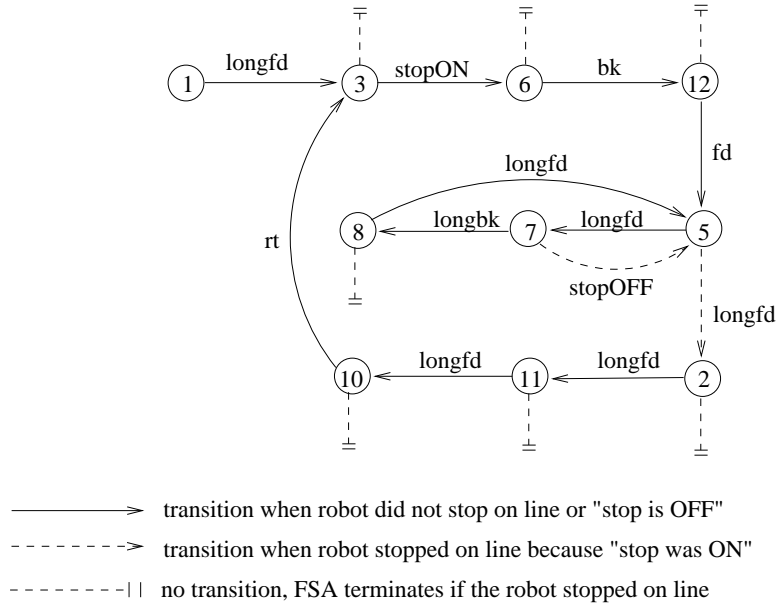 longfd
stopON
bk
1
3
6
12
fd
longfd
longbk
longfd
8
7
5
rt
stopOFF
longfd
longfd
longfd
10
11
2
transition when robot did not stop on line or "stop is OFF"
transition when robot stopped on line because "stop was ON"
no transition, FSA terminates if the robot stopped on line